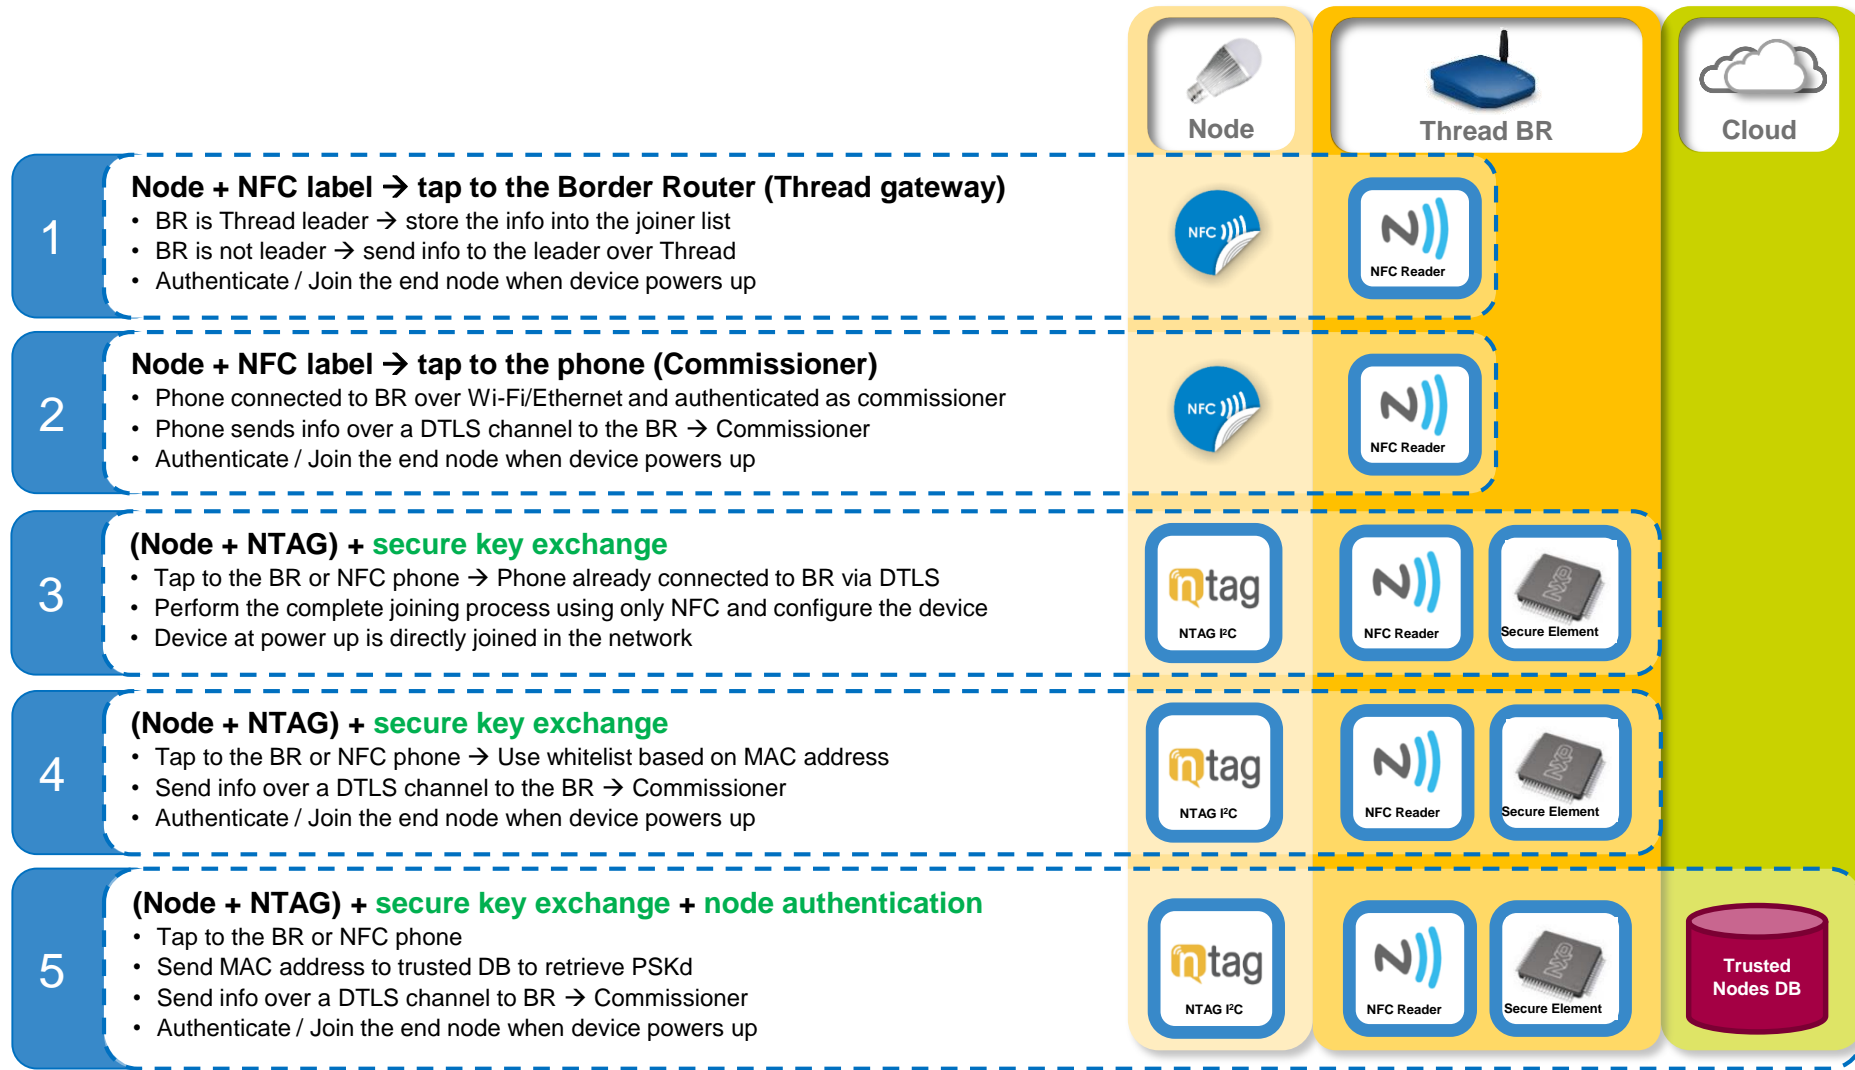 Node
Thread BR
Cloud
1
Node + NFC label → tap to the Border Router (Thread gateway)
• BR is Thread leader → store the info into the joiner list
• BR is not leader → send info to the leader over Thread
• Authenticate / Join the end node when device powers up
NFC
NFC Reader
2
Node + NFC label → tap to the phone (Commissioner)
• Phone connected to BR over Wi-Fi/Ethernet and authenticated as commissioner
• Phone sends info over a DTLS channel to the BR → Commissioner
• Authenticate / Join the end node when device powers up
NFC
NFC Reader
3
(Node + NTAG) + secure key exchange
• Tap to the BR or NFC phone → Phone already connected to BR via DTLS
• Perform the complete joining process using only NFC and configure the device
• Device at power up is directly joined in the network
ntag
NTAG I²C
NFC Reader
NXP
Secure Element
4
(Node + NTAG) + secure key exchange
• Tap to the BR or NFC phone → Use whitelist based on MAC address
• Send info over a DTLS channel to the BR → Commissioner
• Authenticate / Join the end node when device powers up
ntag
NTAG I²C
NFC Reader
NXP
Secure Element
5
(Node + NTAG) + secure key exchange + node authentication
• Tap to the BR or NFC phone
• Send MAC address to trusted DB to retrieve PSKd
• Send info over a DTLS channel to BR → Commissioner
• Authenticate / Join the end node when device powers up
ntag
NTAG I²C
NFC Reader
NXP
Secure Element
Trusted
Nodes DB